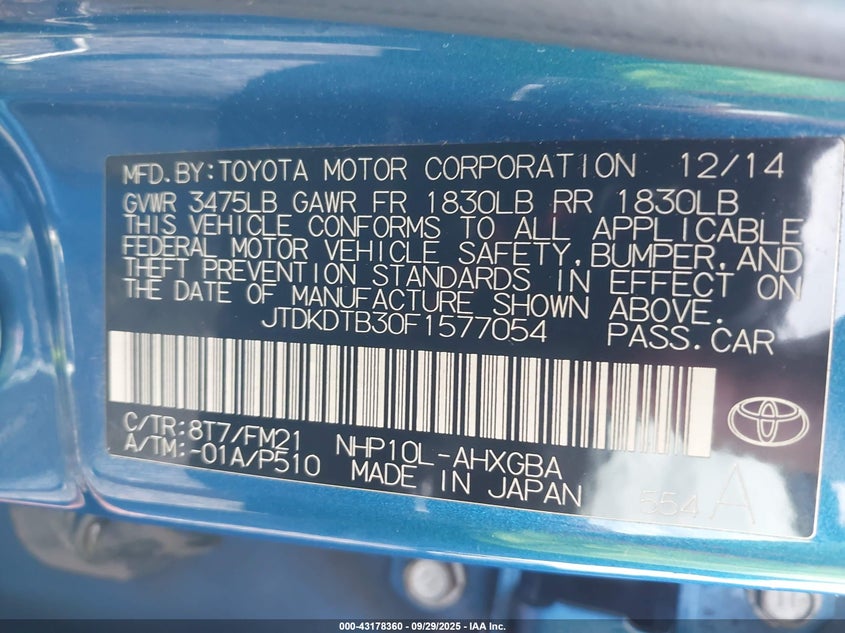 MFD.BY:TOYOTA MOTOR CORPORATION 12/14
GVWR 3475LB GAWR FR 1830LB RR 1830LB
THIS VEHICLE CONFORMS TO ALL APPLICABLE
FEDERAL MOTOR VEHICLE SAFETY,BUMPER,AND
THEFT PREVENTION STANDARDS IN EFFECT ON
THE DATE OF MANUFACTURE SHOWN ABOVE.
JTDKDTB30F1577054 PASS.CAR
C/TR:8T7/FM21 NHP10L-AHXGBA
A/TM:-01A/P510 MADE IN JAPAN
554 A
000-43178360 - 09/29/2025 - IAA Inc.